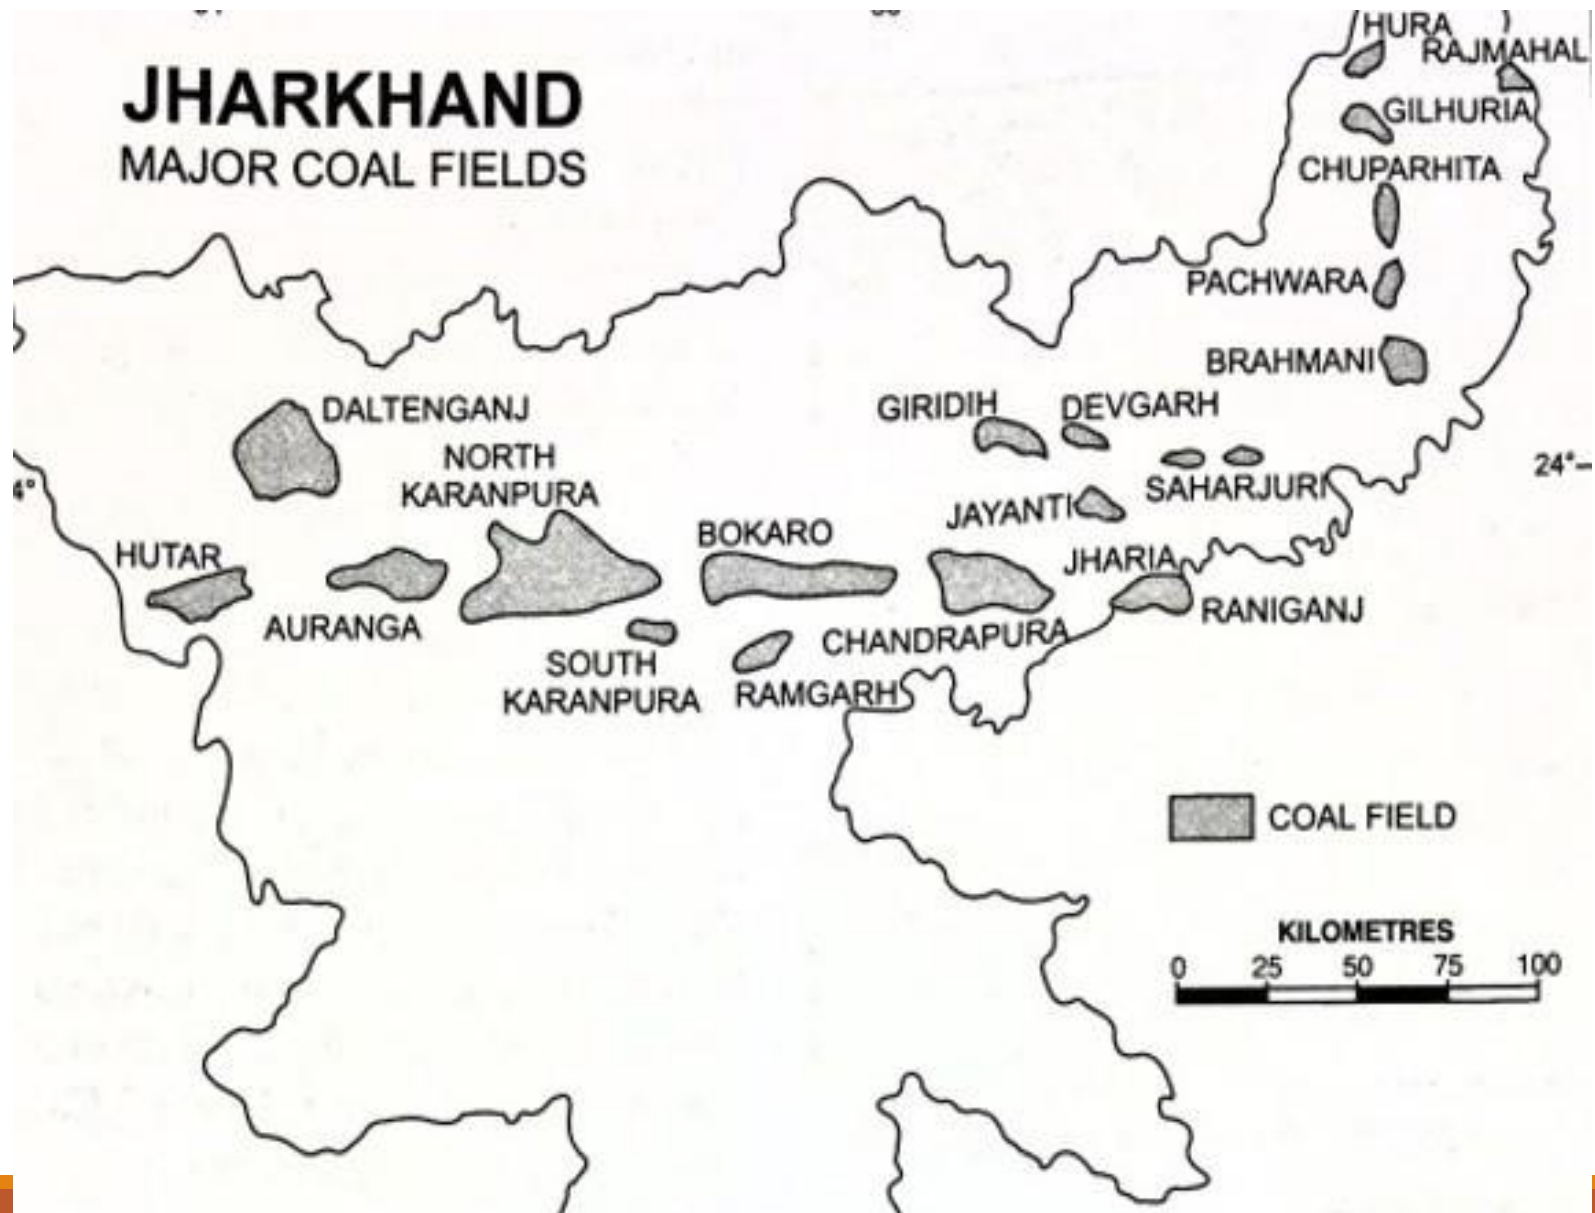 HURA
RAJMAHAL
JHARKHAND
MAJOR COAL FIELDS
GILHURIA
CHUPARHITA
PACHWARA
BRAHMANI
DALTENGANJ
GIRIDIH
DEVGARH
NORTH
KARANPURA
24°
4°
SAHARJURI
JAYANTI
BOKARO
HUTAR
JHARIA
RANIGANJ
AURANGA
CHANDRAPURA
SOUTH
KARANPURA
RAMGARH
COAL FIELD
KILOMETRES
0 25 50 75 100